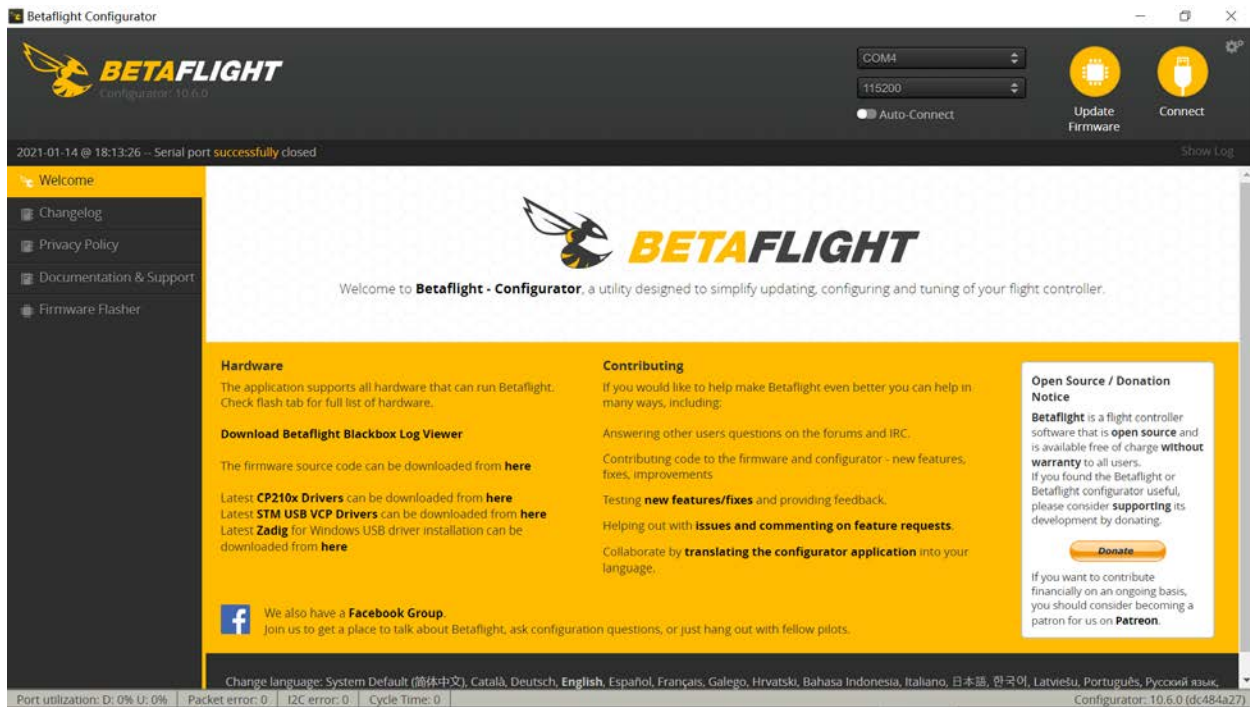 Betaflight Configurator
BETAFLIGHT
Configurator: 10.6.0
COM4
115200
Auto-Connect
Update
Firmware
Connect
2021-01-14 @ 18:13:26 -- Serial port successfully closed
Show Log
Welcome
Changelog
Privacy Policy
Documentation & Support
Firmware Flasher
BETAFLIGHT
Welcome to Betaflight - Configurator, a utility designed to simplify updating, configuring and tuning of your flight controller.
Hardware
The application supports all hardware that can run Betaflight.
Check flash tab for full list of hardware.
Download Betaflight Blackbox Log Viewer
The firmware source code can be downloaded from here
Latest CP210x Drivers can be downloaded from here
Latest STM USB VCP Drivers can be downloaded from here
Latest Zadig for Windows USB driver installation can be
downloaded from here
Contributing
If you would like to help make Betaflight even better you can help in
many ways, including:
Answering other users questions on the forums and IRC.
Contributing code to the firmware and configurator - new features,
fixes, improvements
Testing new features/fixes and providing feedback.
Helping out with issues and commenting on feature requests.
Collaborate by translating the configurator application into your
language.
Open Source / Donation
Notice
Betaflight is a flight controller
software that is open source and
is available free of charge without
warranty to all users.
If you found the Betaflight or
Betaflight configurator useful,
please consider supporting its
development by donating.
Donate
If you want to contribute
financially on an ongoing basis,
you should consider becoming a
patron for us on Patreon.
We also have a Facebook Group.
Join us to get a place to talk about Betaflight, ask configuration questions, or just hang out with fellow pilots.
Change language: System Default (简体中文), Català, Deutsch, English, Español, Français, Galego, Hrvatski, Bahasa Indonesia, Italiano, 日本語, 한국어, Latviešu, Português, Русский язык,
Port utilization: D: 0% U: 0%
Packet error: 0
I2C error: 0
Cycle Time: 0
Configurator: 10.6.0 (dc484a27)